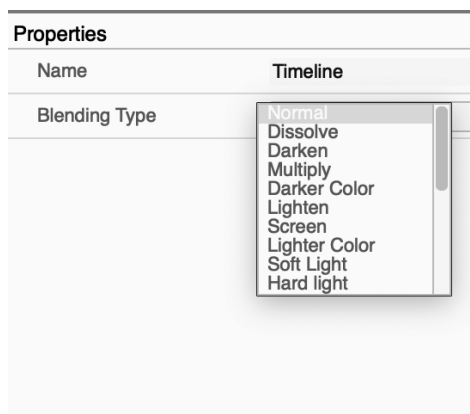 Properties
Name Timeline
Blending Type Normal
Dissolve
Darken
Multiply
Darker Color
Lighten
Screen
Lighter Color
Soft Light
Hard light